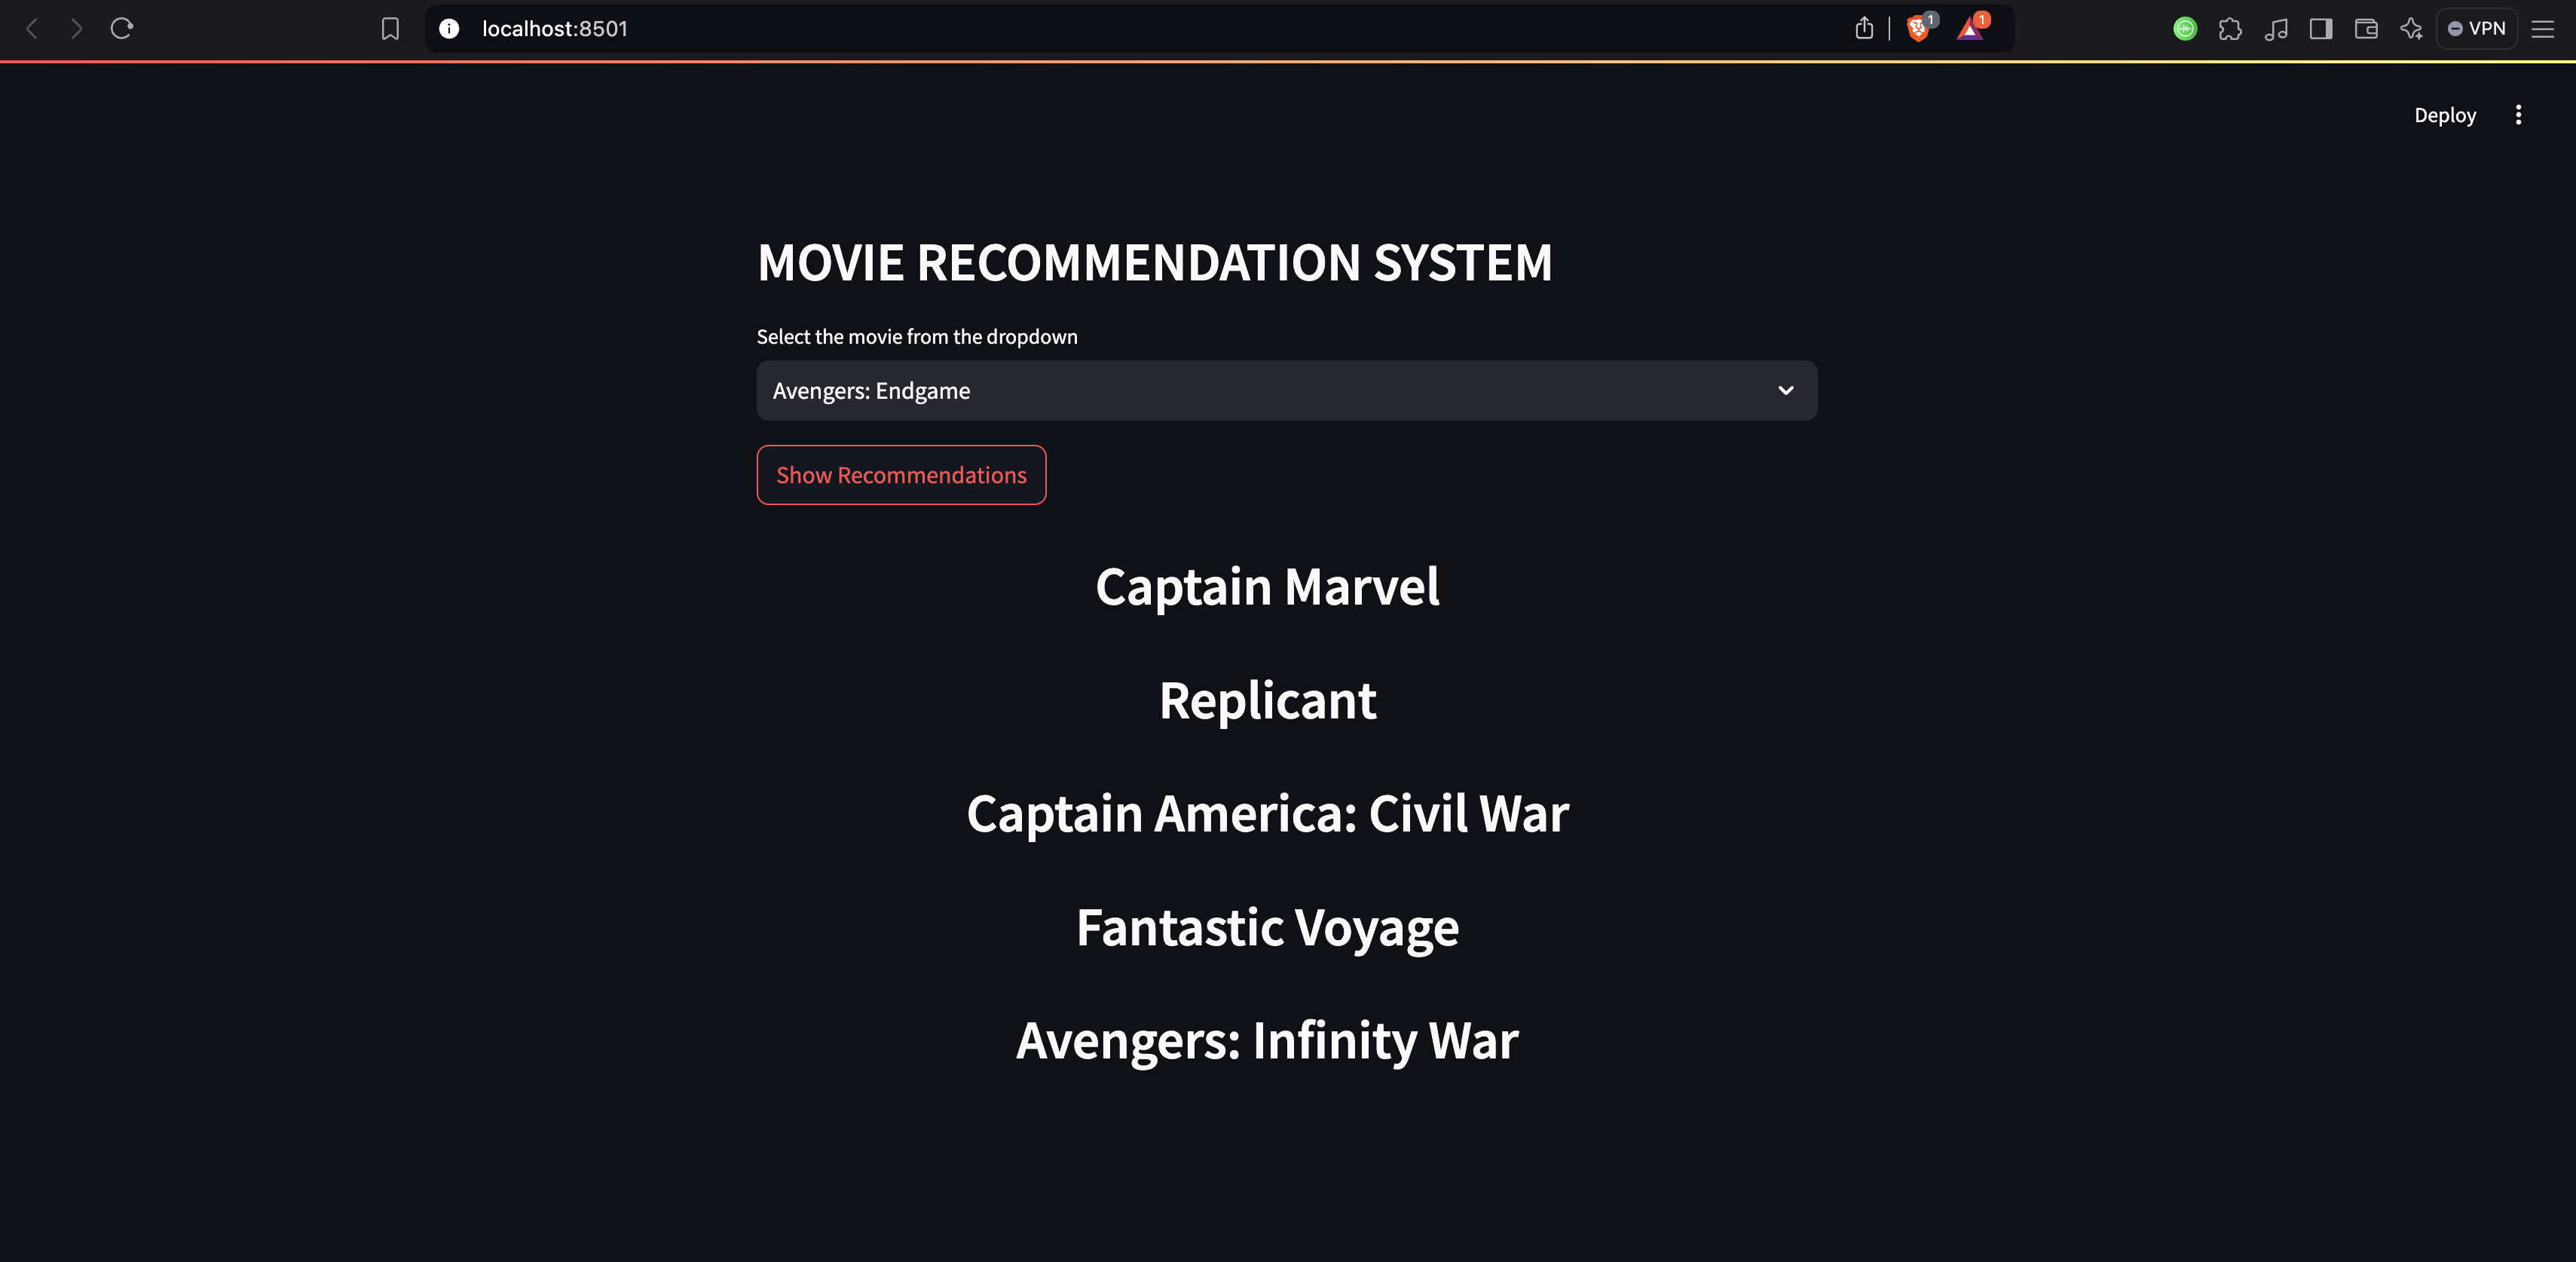 localhost:8501
1
1
VPN
Deploy
MOVIE RECOMMENDATION SYSTEM
Select the movie from the dropdown
Avengers: Endgame
Show Recommendations
Captain Marvel
Replicant
Captain America: Civil War
Fantastic Voyage
Avengers: Infinity War